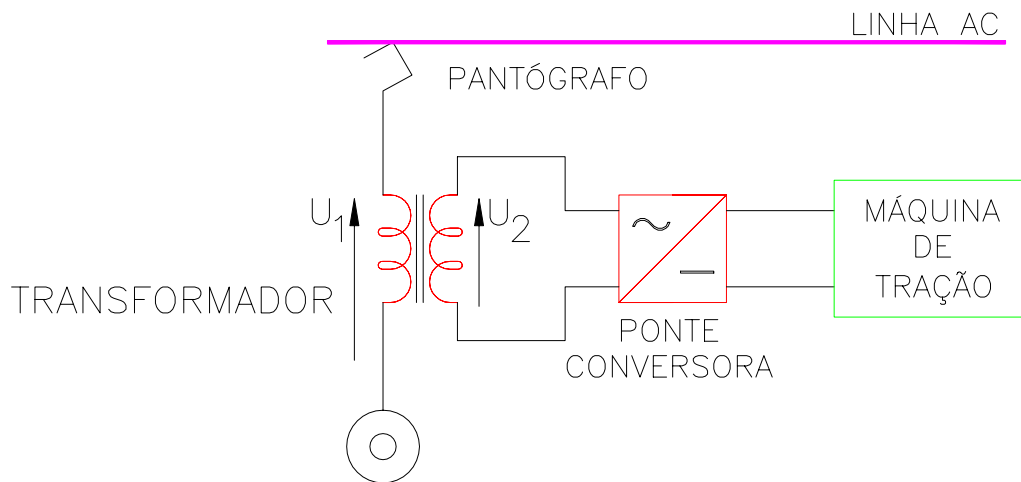 LINHA AC
PANTÓGRAFO
U1
U2
TRANSFORMADOR
PONTE
CONVERSORA
MÁQUINA
DE
TRAÇÃO